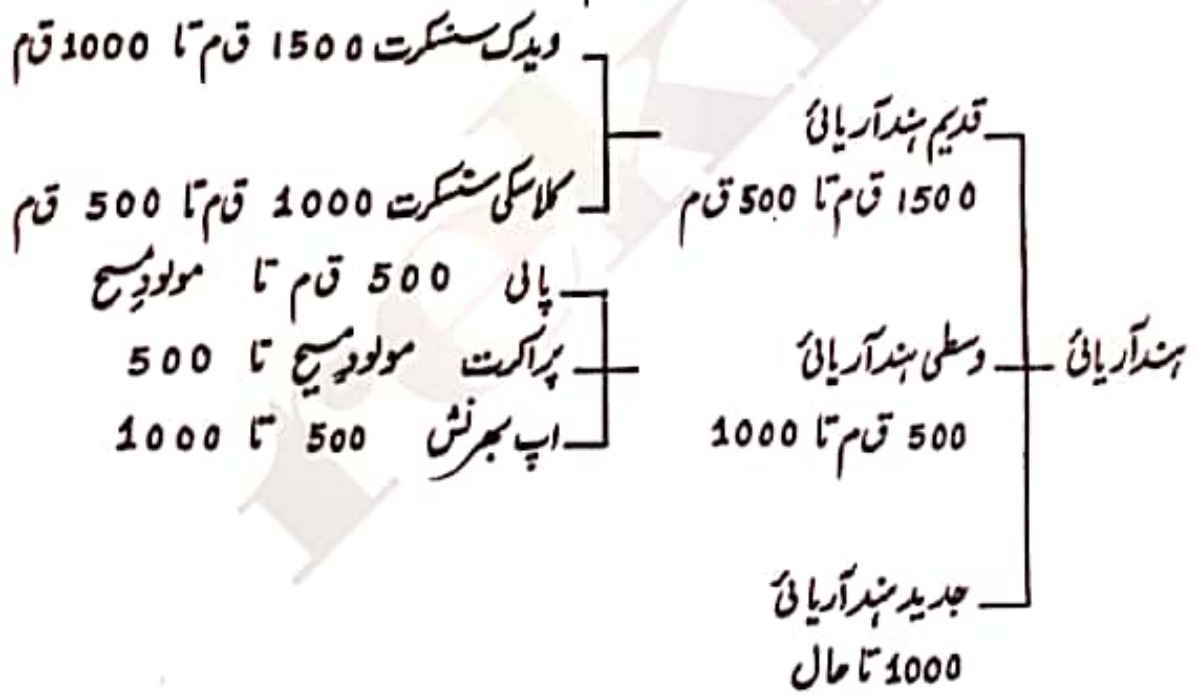 ویدک سنسکرت 1500 ق م تا 1000 ق م
قدیم ہندآریائی
کلاسکی سنسکرت 1000 ق م تا 500 ق م
1500 ق م تا 500 ق م
پالی 500 ق م تا مولودِ مسیح
ہندآریائی
وسطی ہندآریائی
پراکرت مولودِ مسیح تا 500
500 ق م تا 1000
اپ بھرنش 500 تا 1000
جدید ہندآریائی
1000 تا حال